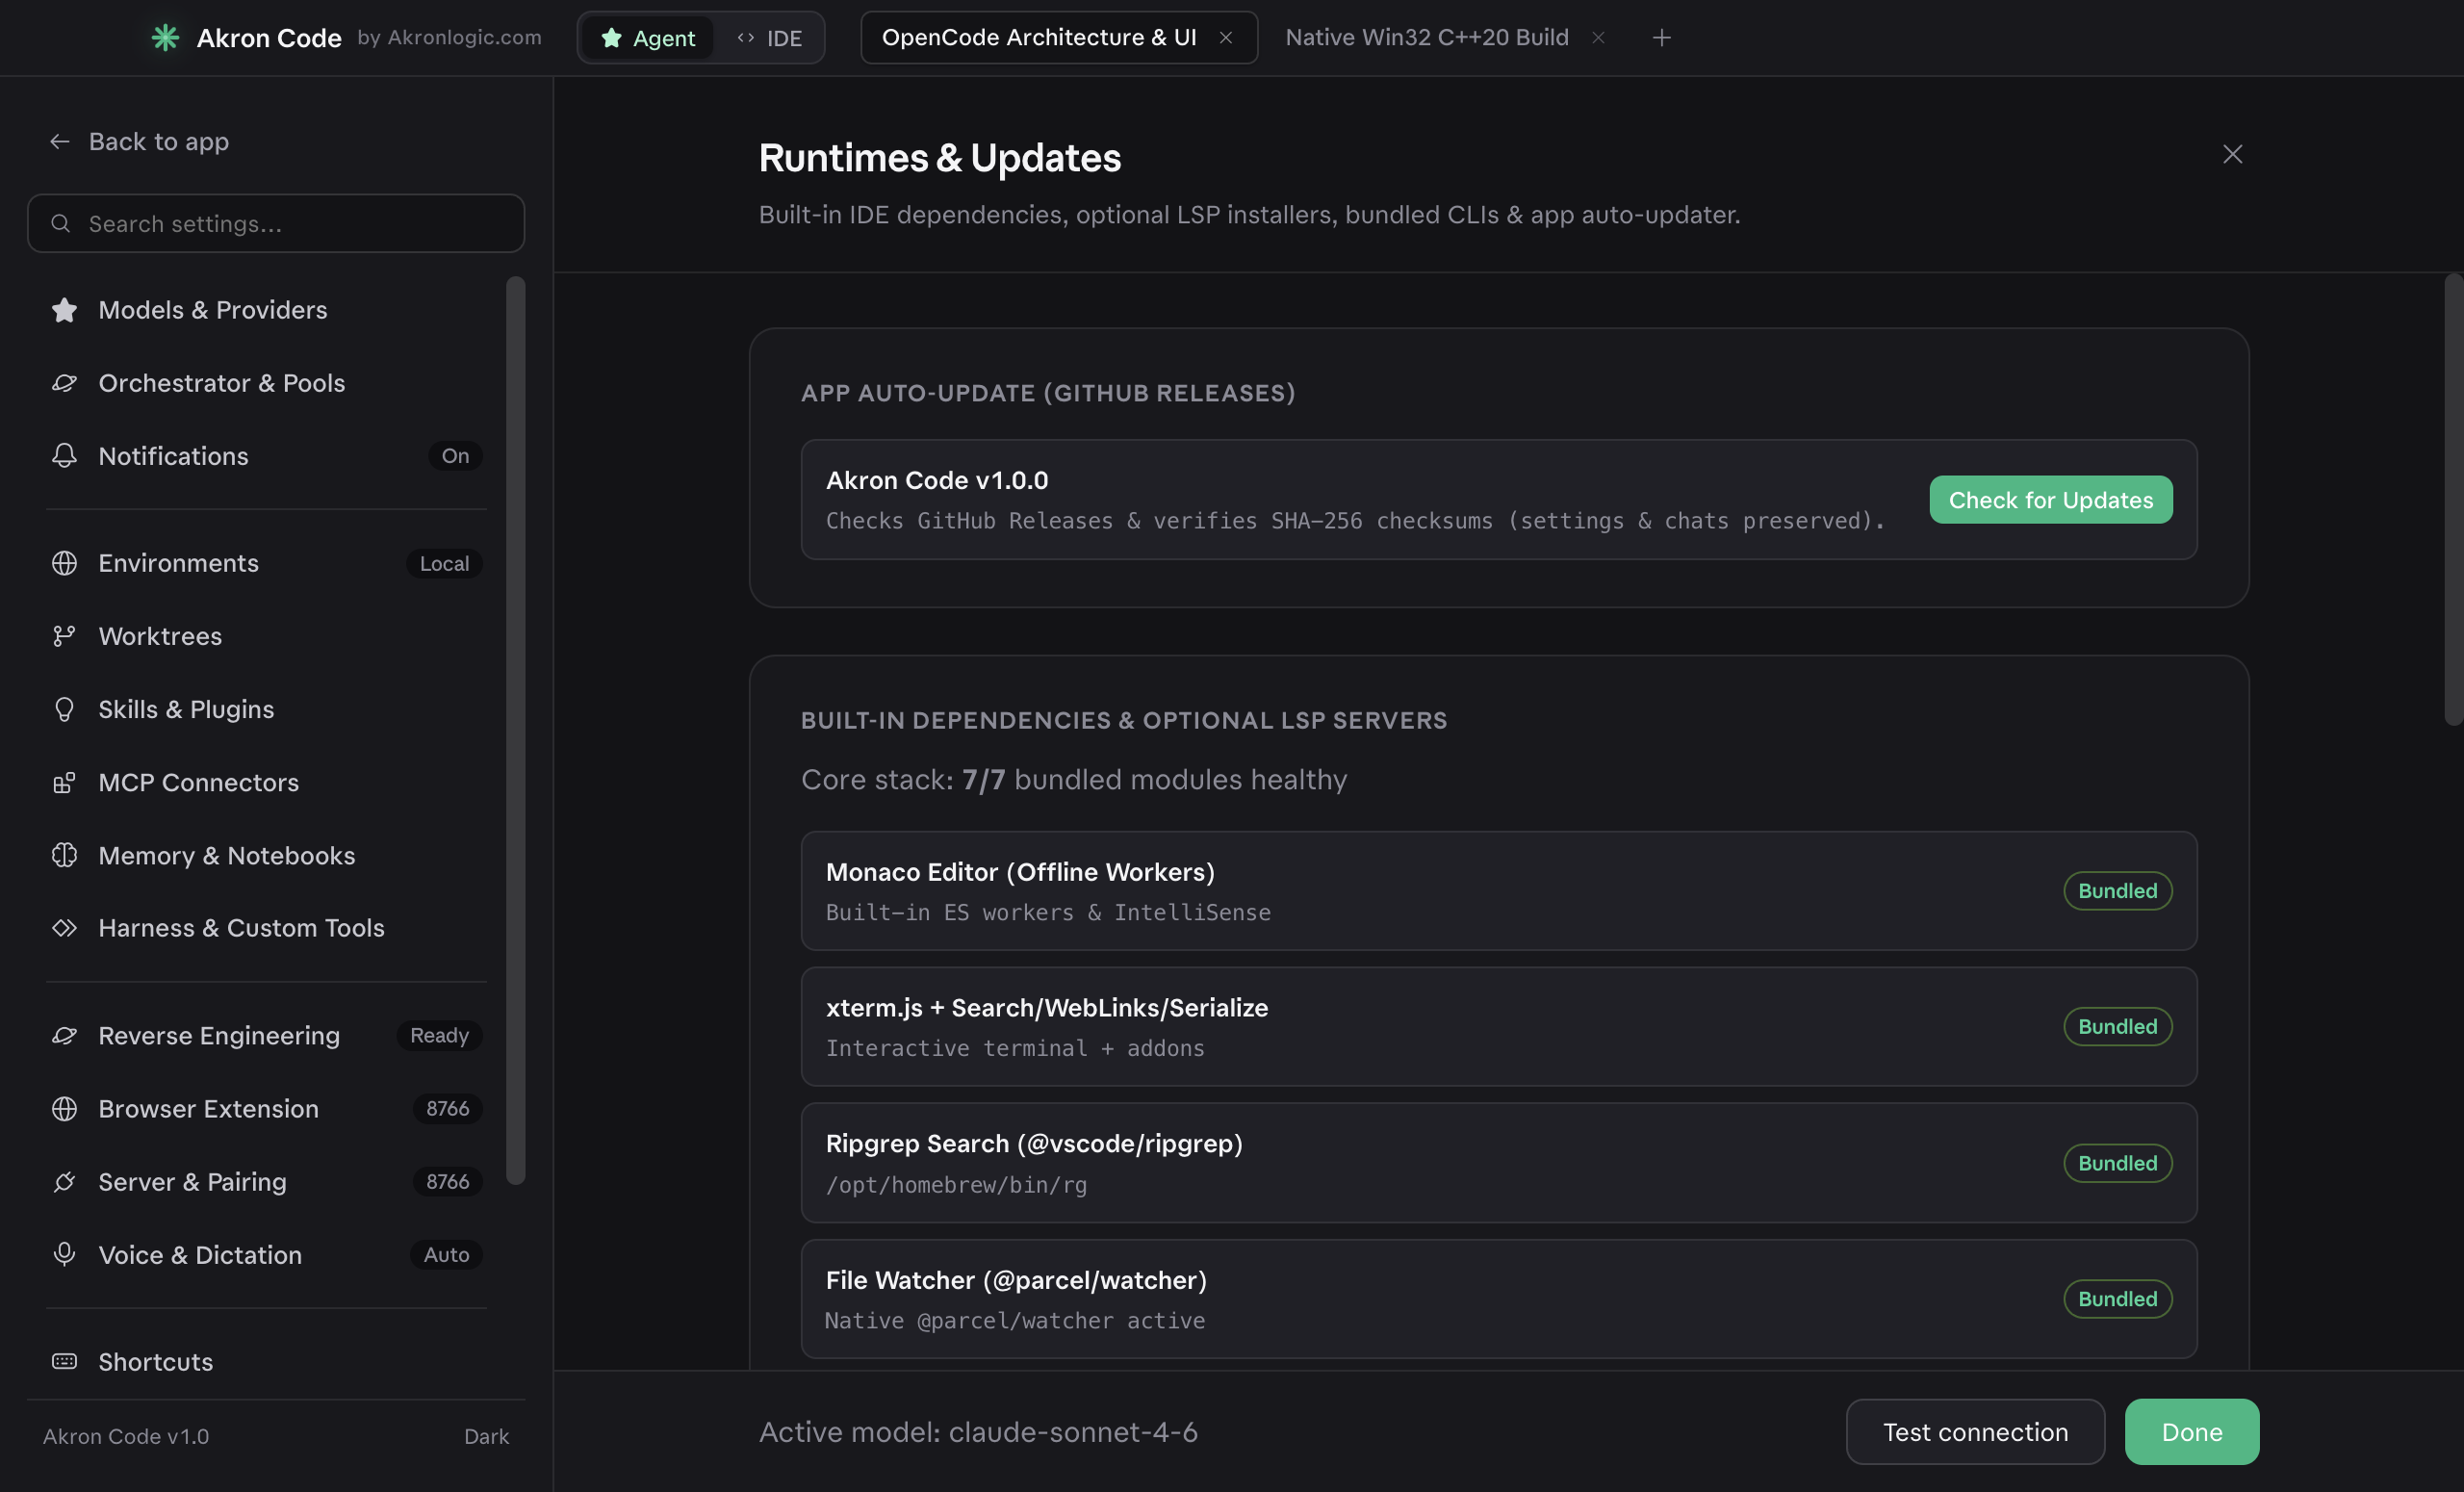 Akron Code by Akronlogic.com
Agent
IDE
OpenCode Architecture & UI
Native Win32 C++20 Build
Back to app
Search settings...
Models & Providers
Orchestrator & Pools
Notifications On
Environments Local
Worktrees
Skills & Plugins
MCP Connectors
Memory & Notebooks
Harness & Custom Tools
Reverse Engineering Ready
Browser Extension 8766
Server & Pairing 8766
Voice & Dictation Auto
Shortcuts
Akron Code v1.0 Dark
Runtimes & Updates
Built-in IDE dependencies, optional LSP installers, bundled CLIs & app auto-updater.
APP AUTO-UPDATE (GITHUB RELEASES)
Akron Code v1.0.0
Checks GitHub Releases & verifies SHA-256 checksums (settings & chats preserved).
Check for Updates
BUILT-IN DEPENDENCIES & OPTIONAL LSP SERVERS
Core stack: 7/7 bundled modules healthy
Monaco Editor (Offline Workers)
Built-in ES workers & IntelliSense
Bundled
xterm.js + Search/WebLinks/Serialize
Interactive terminal + addons
Bundled
Ripgrep Search (@vscode/ripgrep)
/opt/homebrew/bin/rg
Bundled
File Watcher (@parcel/watcher)
Native @parcel/watcher active
Bundled
Active model: claude-sonnet-4-6
Test connection
Done